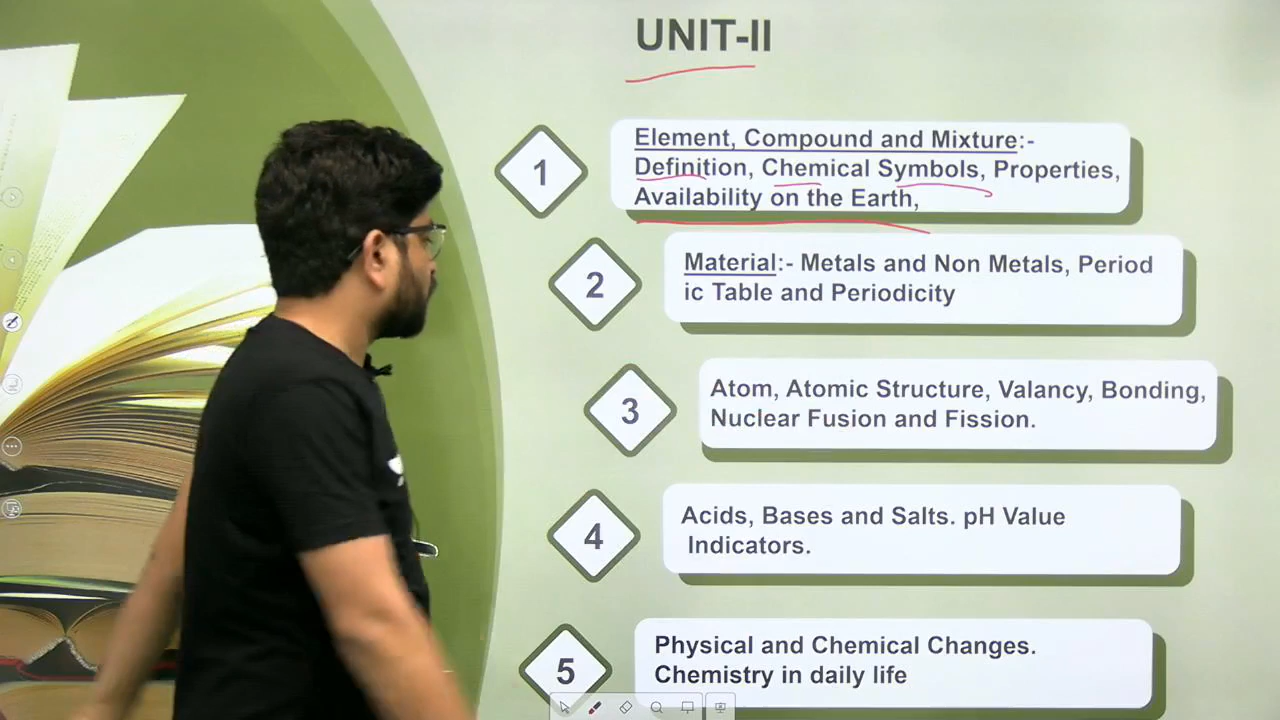 UNIT-II
1
Element, Compound and Mixture:-
Definition, Chemical Symbols, Properties,
Availability on the Earth,
2
Material:- Metals and Non Metals, Period
ic Table and Periodicity
3
Atom, Atomic Structure, Valancy, Bonding,
Nuclear Fusion and Fission.
4
Acids, Bases and Salts. pH Value
Indicators.
5
Physical and Chemical Changes.
Chemistry in daily life